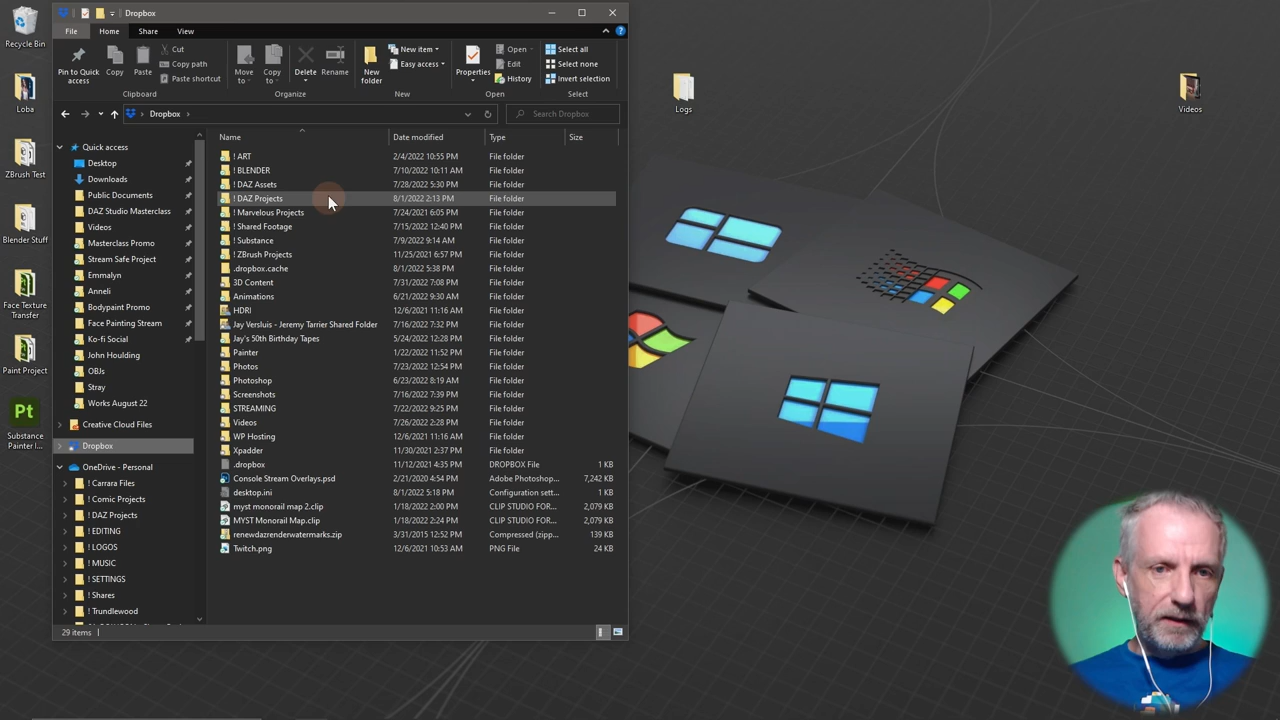 Dropbox
File Home Share View
Pin to Quick access
Copy
Paste
Cut
Copy path
Paste shortcut
Clipboard
Move to
Copy to
Delete
Rename
Organize
New folder
New item
Easy access
New
Properties
Open
Edit
History
Open
Select all
Select none
Invert selection
Select
Dropbox
Search Dropbox
Name Date modified Type Size
! ART 2/4/2022 10:55 PM File folder
! BLENDER 7/10/2022 10:11 AM File folder
! DAZ Assets 7/28/2022 5:30 PM File folder
! DAZ Projects 8/1/2022 2:13 PM File folder
! Marvelous Projects 7/24/2021 6:05 PM File folder
! Shared Footage 7/15/2022 12:40 PM File folder
! Substance 7/9/2022 9:14 AM File folder
! ZBrush Projects 11/25/2021 6:57 PM File folder
.dropbox.cache 8/1/2022 5:38 PM File folder
3D Content 7/31/2022 7:08 PM File folder
Animations 6/21/2022 9:30 AM File folder
HDRI 12/6/2021 11:16 AM File folder
Jay Versluis - Jeremy Tarrier Shared Folder 7/16/2022 7:32 PM File folder
Jay's 50th Birthday Tapes 5/24/2022 12:28 PM File folder
Painter 1/22/2022 11:52 PM File folder
Photos 7/23/2022 12:54 PM File folder
Photoshop 6/23/2022 8:19 AM File folder
Screenshots 7/16/2022 7:39 PM File folder
STREAMING 7/22/2022 9:25 PM File folder
Videos 7/26/2022 2:28 PM File folder
WP Hosting 12/6/2021 11:16 AM File folder
Xpadder 11/30/2021 2:37 PM File folder
.dropbox 11/12/2021 4:35 PM DROPBOX File 1 KB
Console Stream Overlays.psd 2/21/2020 4:54 PM Adobe Photoshop... 7,242 KB
desktop.ini 8/1/2022 5:18 PM Configuration sett... 1 KB
myst monorail map 2.clip 1/18/2022 2:00 PM CLIP STUDIO FOR... 2,079 KB
MYST Monorail Map.clip 1/18/2022 2:24 PM CLIP STUDIO FOR... 2,079 KB
renewdazrenderwatermarks.zip 3/31/2015 12:52 PM Compressed (zipp... 139 KB
Twitch.png 12/6/2021 10:53 AM PNG File 24 KB
Quick access
Desktop
Downloads
Public Documents
DAZ Studio Masterclass
Videos
Masterclass Promo
Stream Safe Project
Emmalyn
Anneli
Bodypaint Promo
Face Painting Stream
Ko-fi Social
John Houlding
OBJs
Stray
Works August 22
Creative Cloud Files
Dropbox
OneDrive - Personal
! Carrara Files
! Comic Projects
! DAZ Projects
! EDITING
! LOGOS
! MUSIC
! SETTINGS
! Shares
! Trundlewood
29 items
Recycle Bin
Loba
ZBrush Test
Blender Stuff
Face Texture
Transfer
Paint Project
Pt
Substance
Painter I...
Logs
Videos